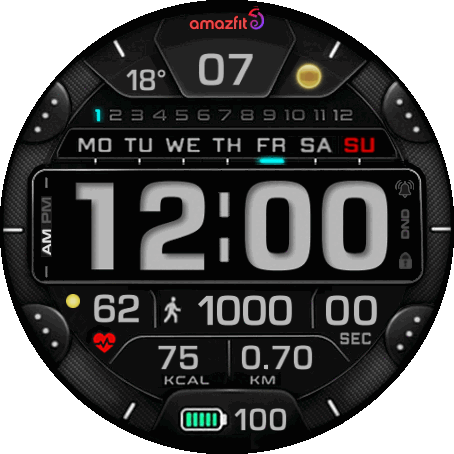 amazfit
18° 07
1 2 3 4 5 6 7 8 9 10 11 12
MO TU WE TH FR SA SU
AM PM 12:00 DND
62 1000 00
SEC
75 0.70
KCAL KM
100